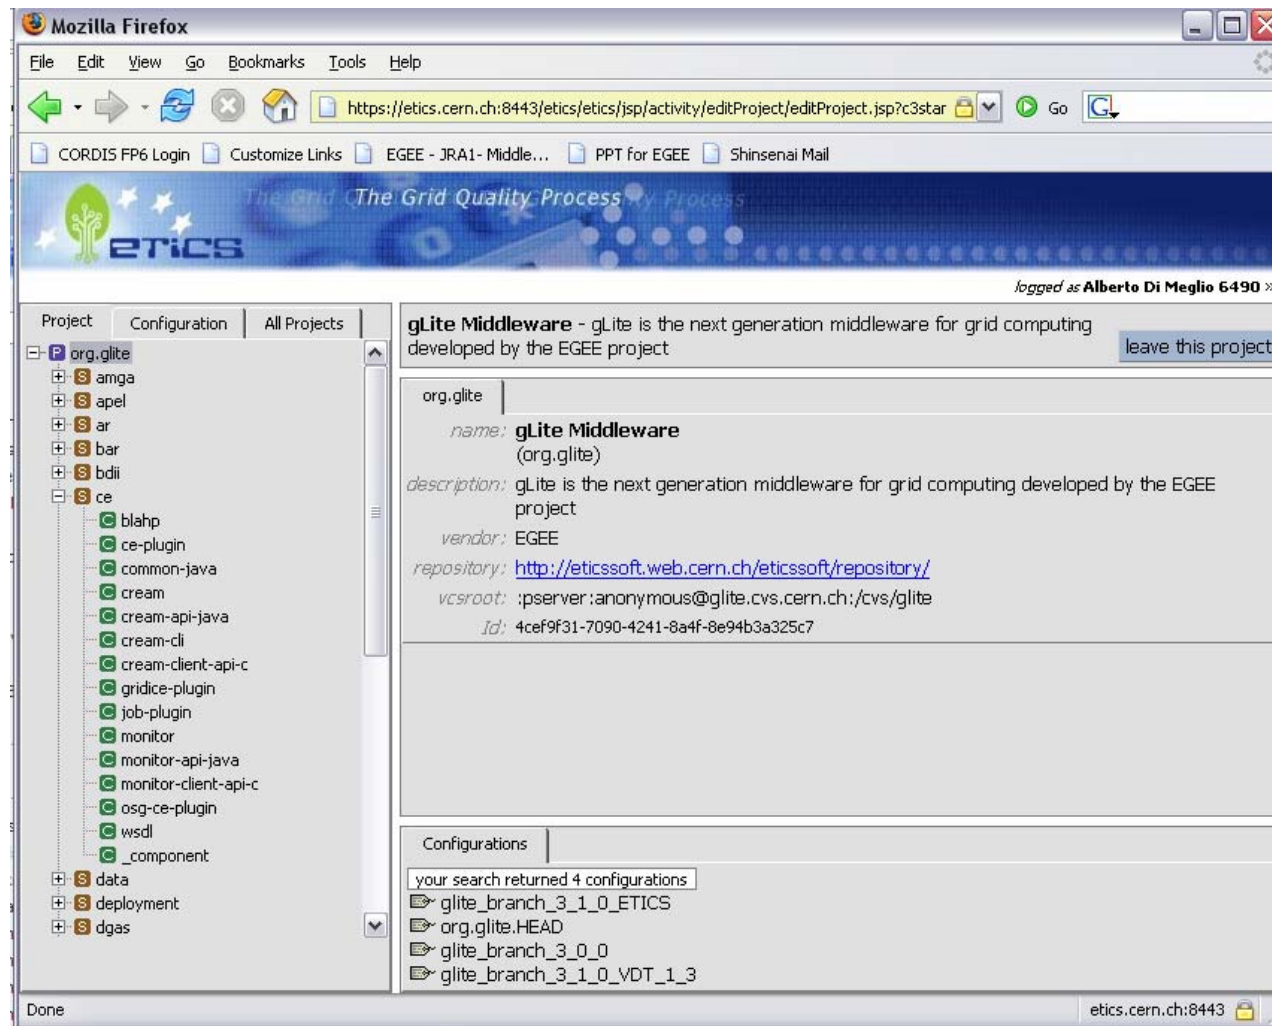 Mozilla Firefox
File Edit View Go Bookmarks Tools Help
https://etics.cern.ch:8443/etics/etics/jsp/activity/editProject/editProject.jsp?c3star Go G
CORDIS FP6 Login Customize Links EGEE - JRA1- Middle... PPT for EGEE Shinsenai Mail
The Grid Quality Process
eTiCS
logged as Alberto Di Meglio 6490 »
Project Configuration All Projects
P org.glite
S amga
S apel
S ar
S bar
S bdii
S ce
C blahp
C ce-plugin
C common-java
C cream
C cream-api-java
C cream-cli
C cream-client-api-c
C gridice-plugin
C job-plugin
C monitor
C monitor-api-java
C monitor-client-api-c
C osg-ce-plugin
C wsdl
C _component
S data
S deployment
S dgas
gLite Middleware - gLite is the next generation middleware for grid computing
developed by the EGEE project
leave this project
org.glite
name: gLite Middleware
(org.glite)
description: gLite is the next generation middleware for grid computing developed by the EGEE
project
vendor: EGEE
repository: http://eticssoft.web.cern.ch/eticssoft/repository/
vcsroot: :pserver:anonymous@glite.cvs.cern.ch:/cvs/glite
Id: 4cef9f31-7090-4241-8a4f-8e94b3a325c7
Configurations
your search returned 4 configurations
glite_branch_3_1_0_ETICS
org.glite.HEAD
glite_branch_3_0_0
glite_branch_3_1_0_VDT_1_3
Done etics.cern.ch:8443